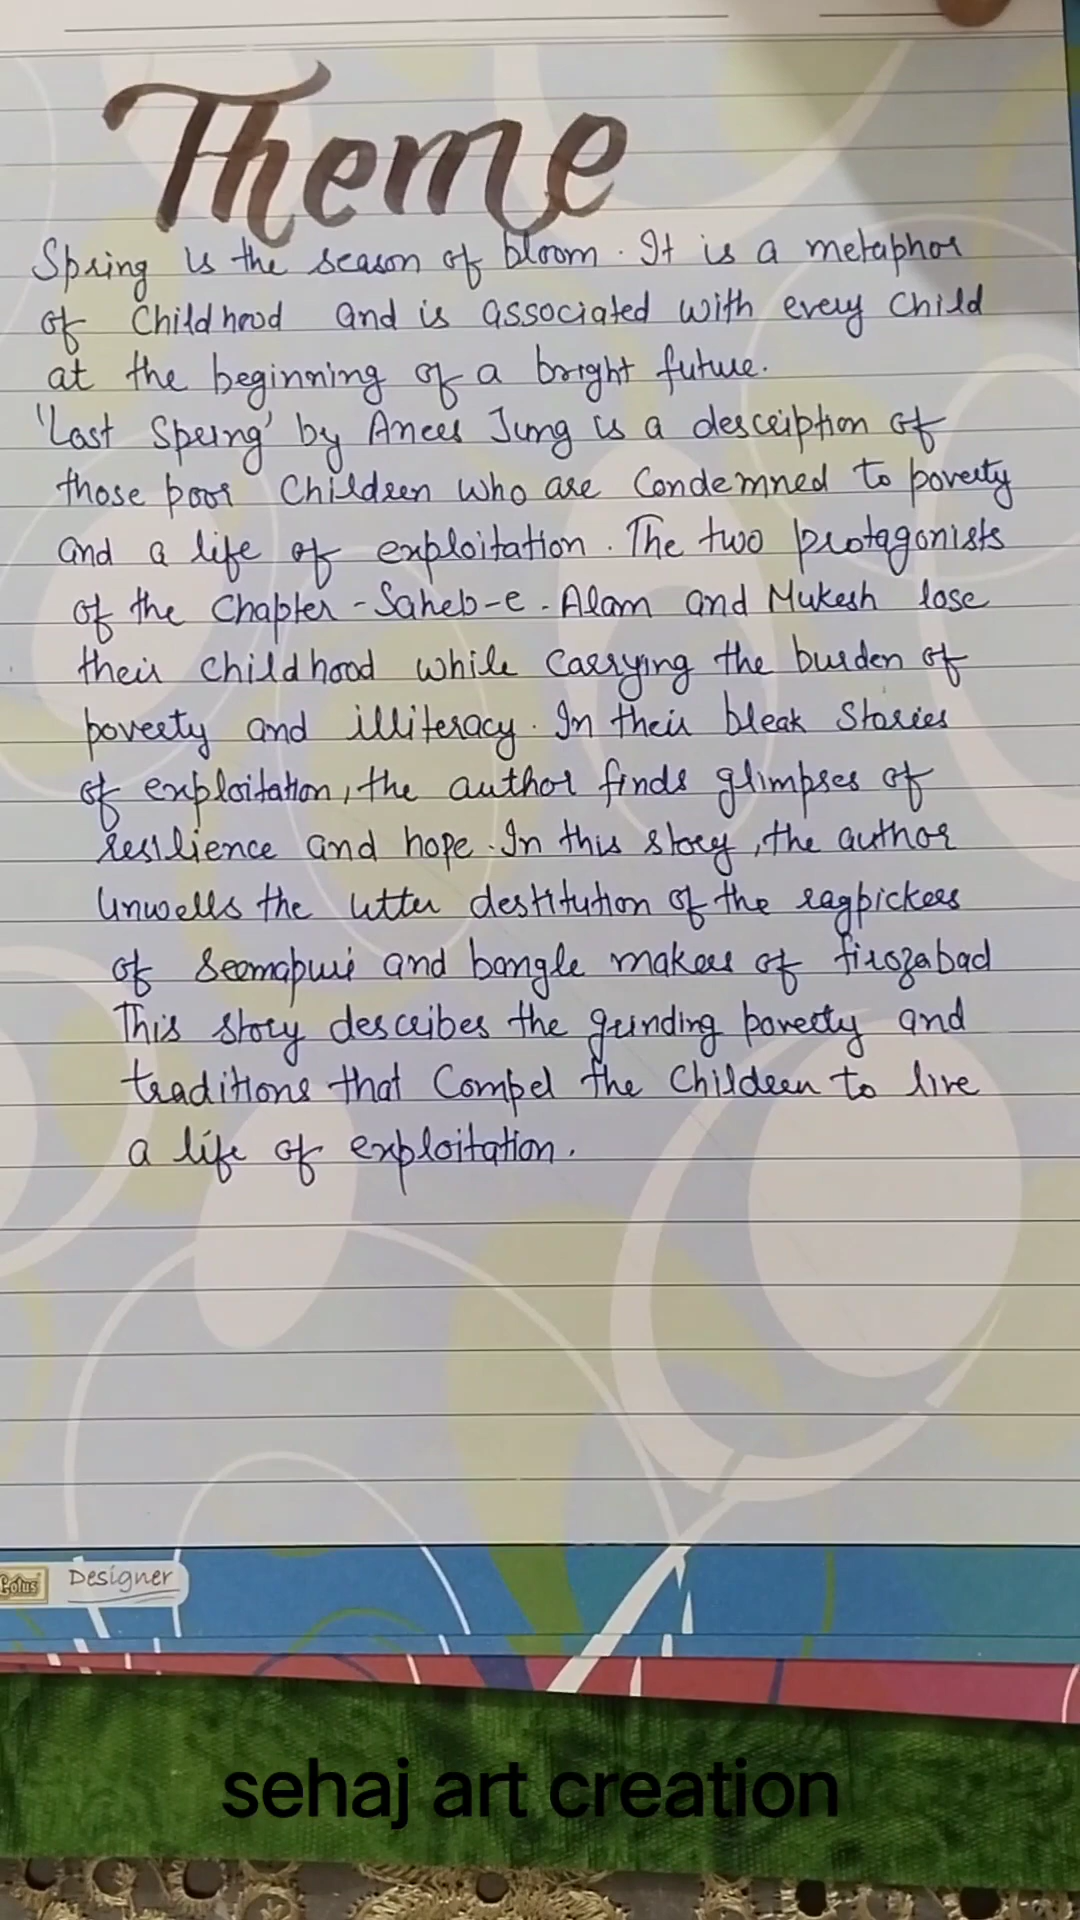 Theme
Spring is the season of bloom. It is a metaphor
of Childhood and is associated with every child
at the beginning of a bright future.
'Lost Spring' by Anees Jung is a description of
those poor Children who are Condemned to poverty
and a life of exploitation. The two protagonists
of the Chapter - Saheb-e-Alam and Mukesh lose
their childhood while carrying the burden of
poverty and illiteracy. In their bleak Stories
of exploitation, the author finds glimpses of
resilience and hope. In this story, the author
Unwells the utter destitution of the ragpickers
of Seemapuri and bangle makers of firozabad
This story describes the grinding poverty and
traditions that Compel the Children to live
a life of exploitation.
Lotus Designer
sehaj art creation